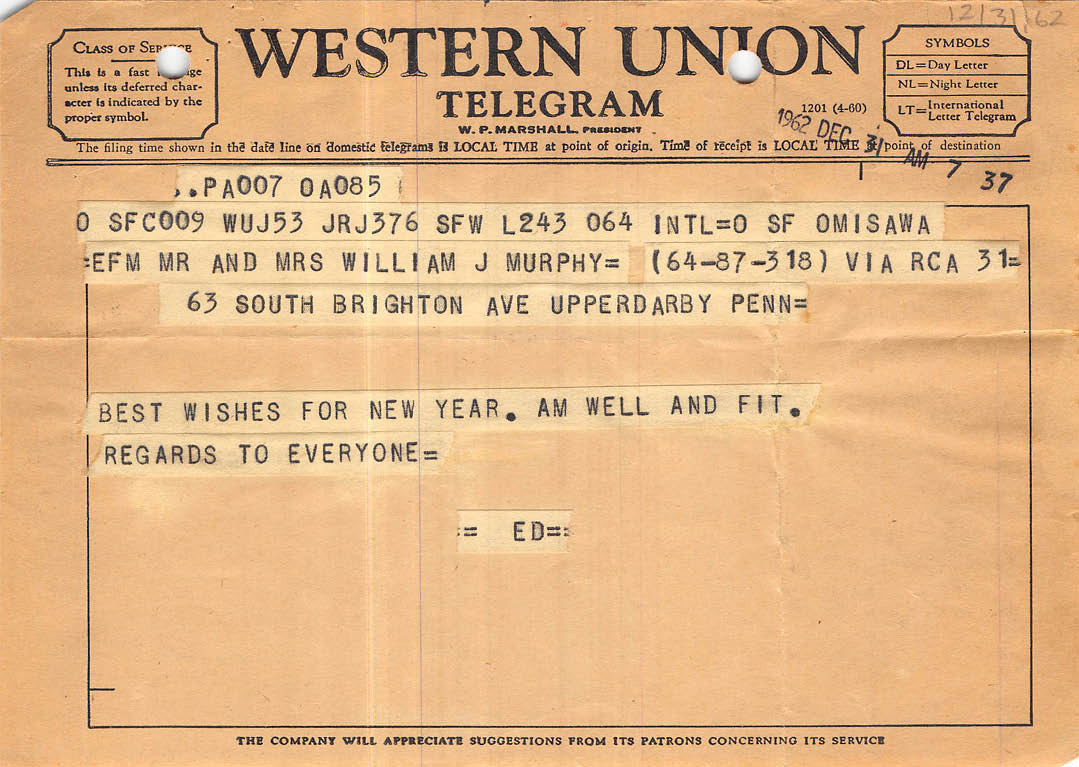 12/31/62
CLASS OF SERVICE
This is a fast message
unless its deferred char-
acter is indicated by the
proper symbol.
WESTERN UNION
TELEGRAM
W. P. MARSHALL, PRESIDENT
1201 (4-60)
SYMBOLS
DL=Day Letter
NL=Night Letter
LT=International
Letter Telegram
1962 DEC 31 AM 7 37
The filing time shown in the date line on domestic telegrams is LOCAL TIME at point of origin. Time of receipt is LOCAL TIME at point of destination
..PA007 OA085
O SFC009 WUJ53 JRJ376 SFW L243 064 INTL=O SF OMISAWA
=EFM MR AND MRS WILLIAM J MURPHY= (64-87-318) VIA RCA 31=
63 SOUTH BRIGHTON AVE UPPERDARBY PENN=
BEST WISHES FOR NEW YEAR. AM WELL AND FIT.
REGARDS TO EVERYONE=
= ED=
THE COMPANY WILL APPRECIATE SUGGESTIONS FROM ITS PATRONS CONCERNING ITS SERVICE